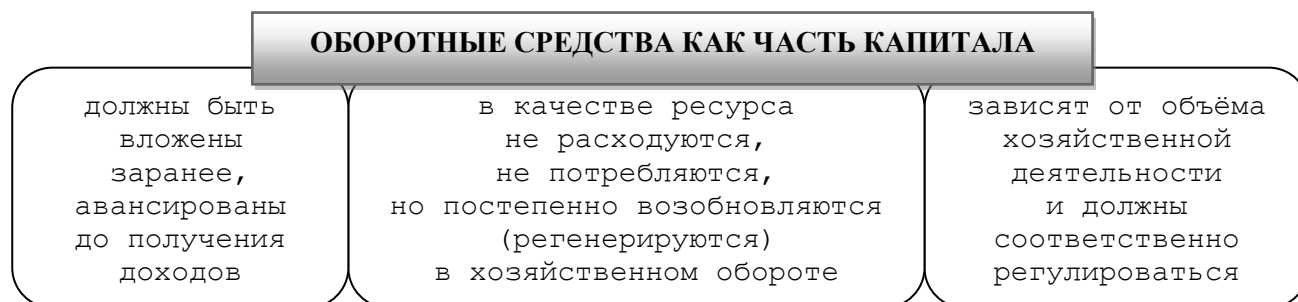 ОБОРОТНЫЕ СРЕДСТВА КАК ЧАСТЬ КАПИТАЛА
должны быть
вложены
заранее,
авансированы
до получения
доходов
в качестве ресурса
не расходуются,
не потребляются,
но постепенно возобновляются
(регенерируются)
в хозяйственном обороте
зависят от объёма
хозяйственной
деятельности
и должны
соответственно
регулироваться